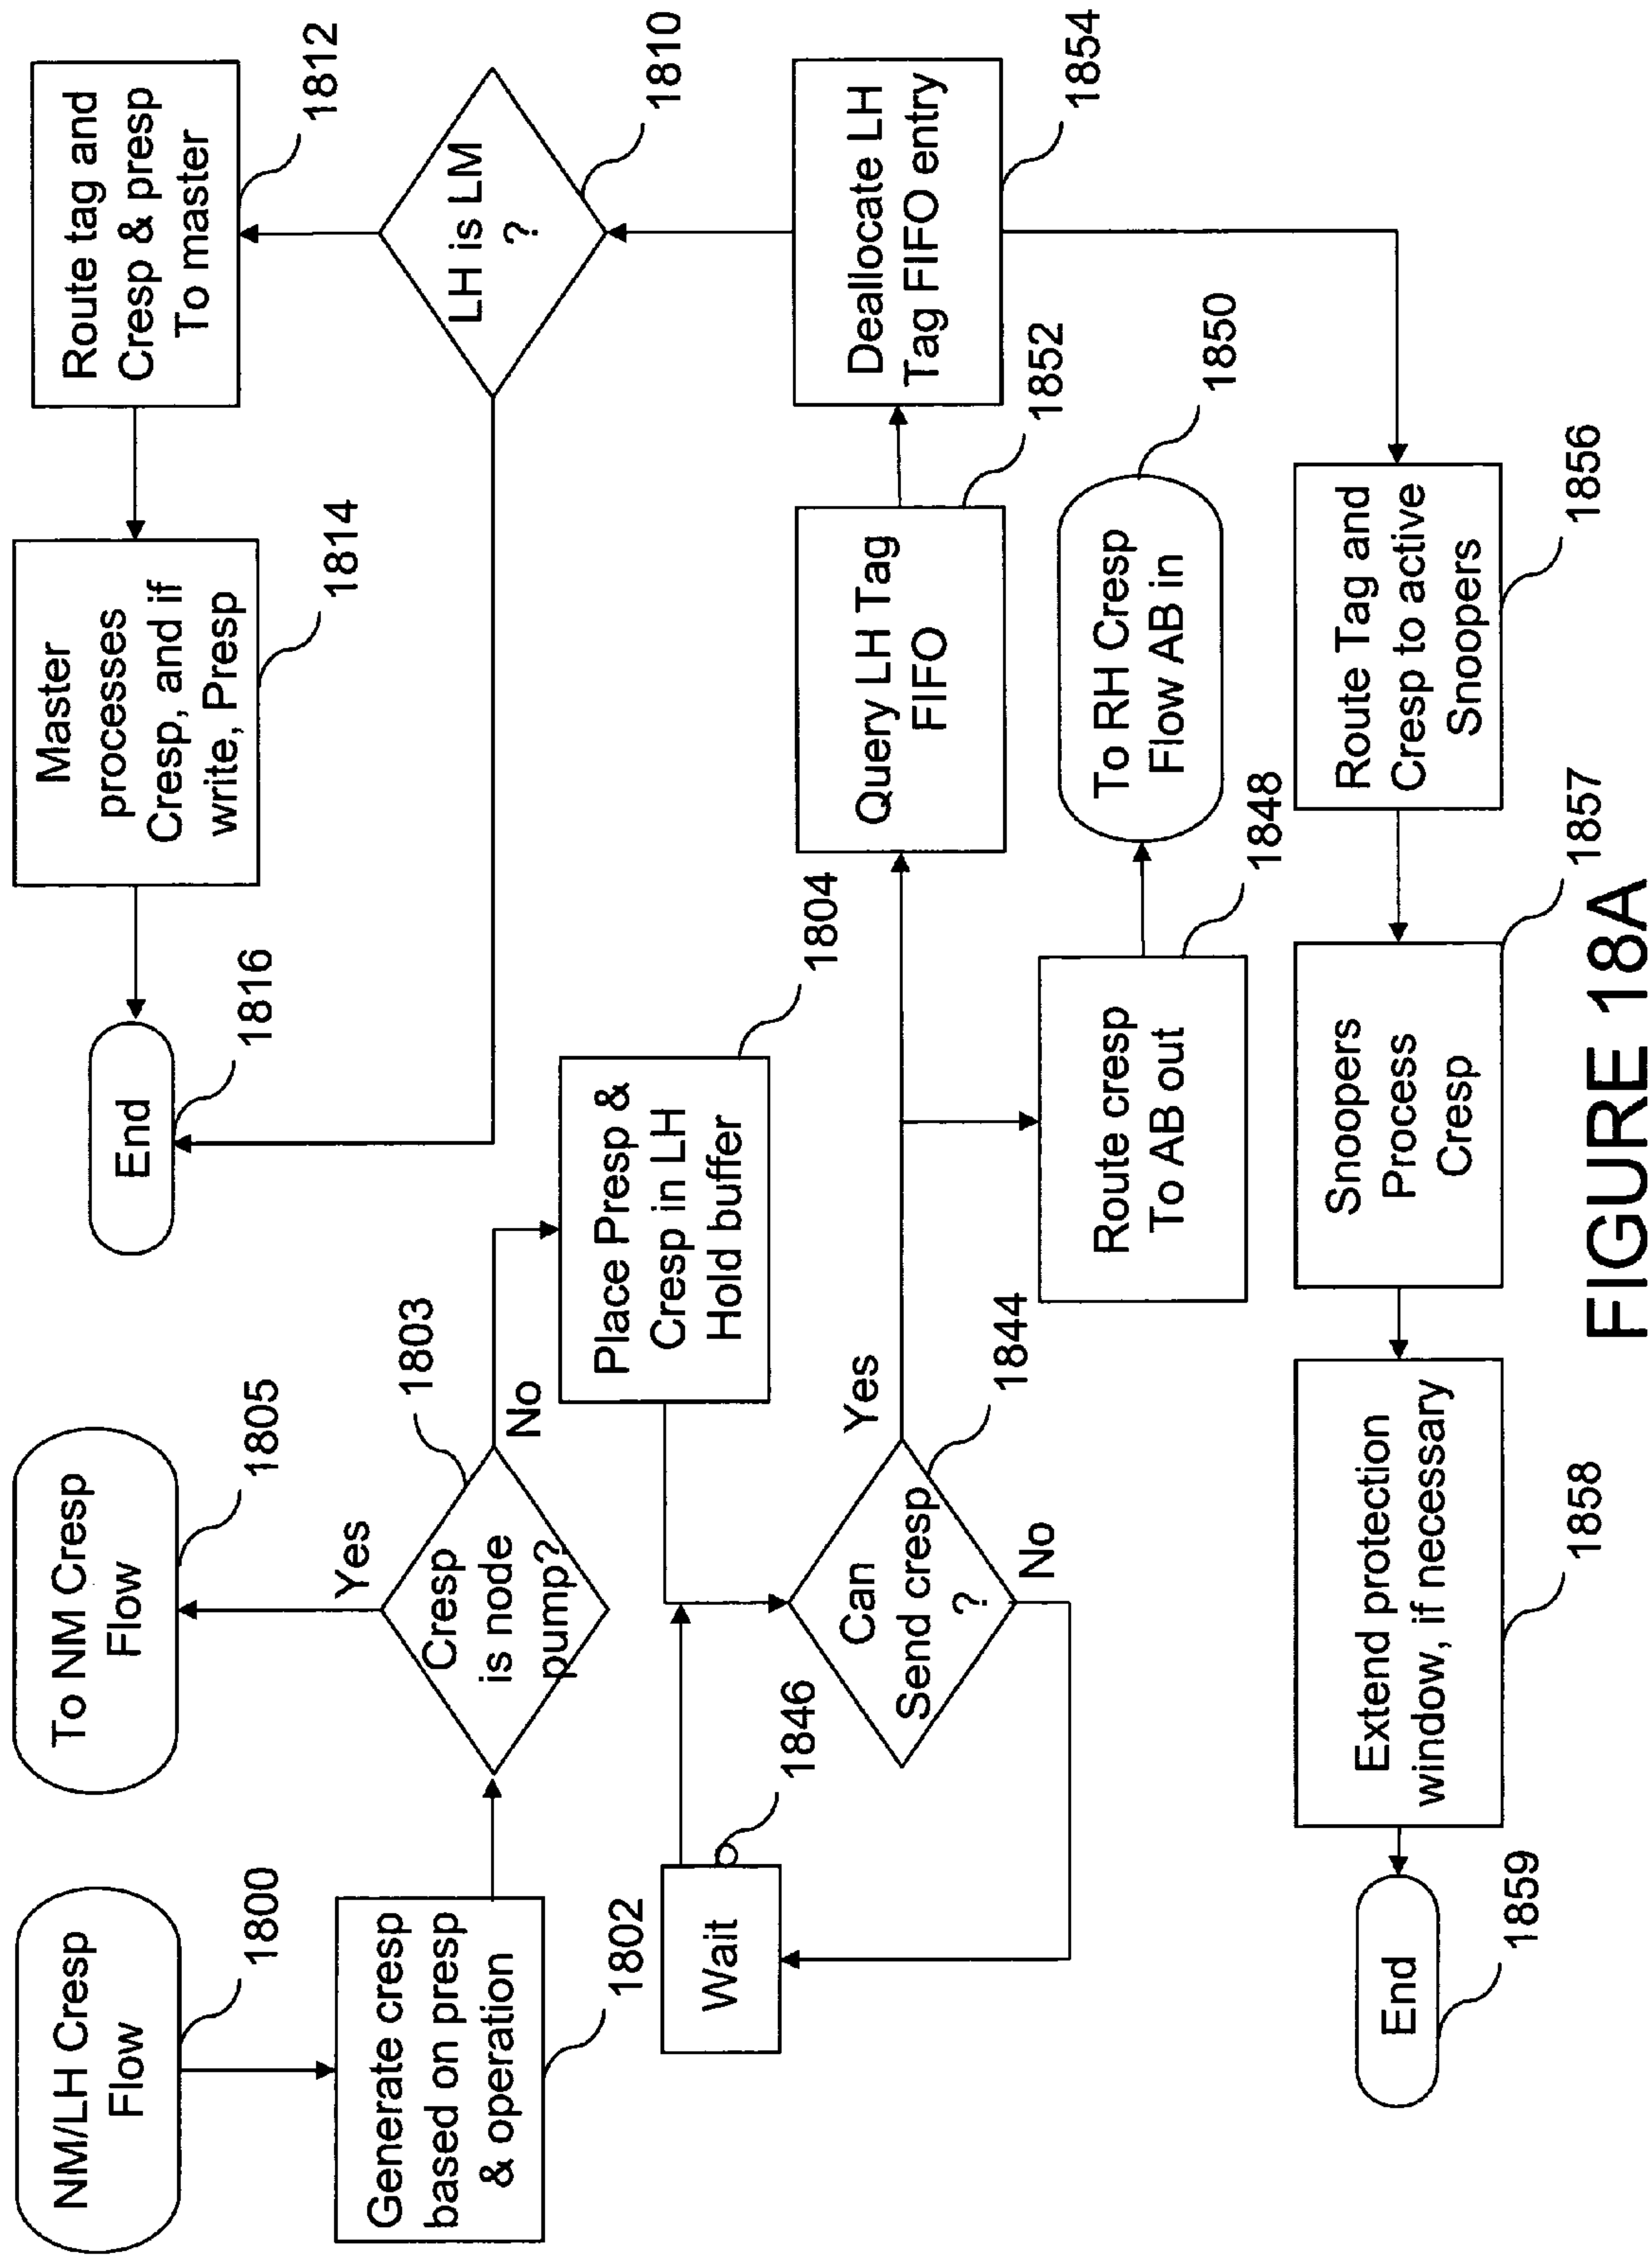 NM/LH Cresp
Flow
1800
Generate cresp
based on presp
& operation
1802
To NM Cresp
Flow
1805
Yes
Cresp
is node
pump?
1803
No
Place Presp &
Cresp in LH
Hold buffer
1804
Wait
1846
Can
Send cresp
?
1844
Yes
No
Route cresp
To AB out
1848
To RH Cresp
Flow AB in
1850
Query LH Tag
FIFO
1852
Deallocate LH
Tag FIFO entry
1854
LH is LM
?
1810
Route tag and
Cresp & presp
To master
1812
Master
processes
Cresp, and if
write, Presp
1814
End
1816
Route Tag and
Cresp to active
Snoopers
1856
Snoopers
Process
Cresp
1857
Extend protection
window, if necessary
1858
End
1859
FIGURE 18A